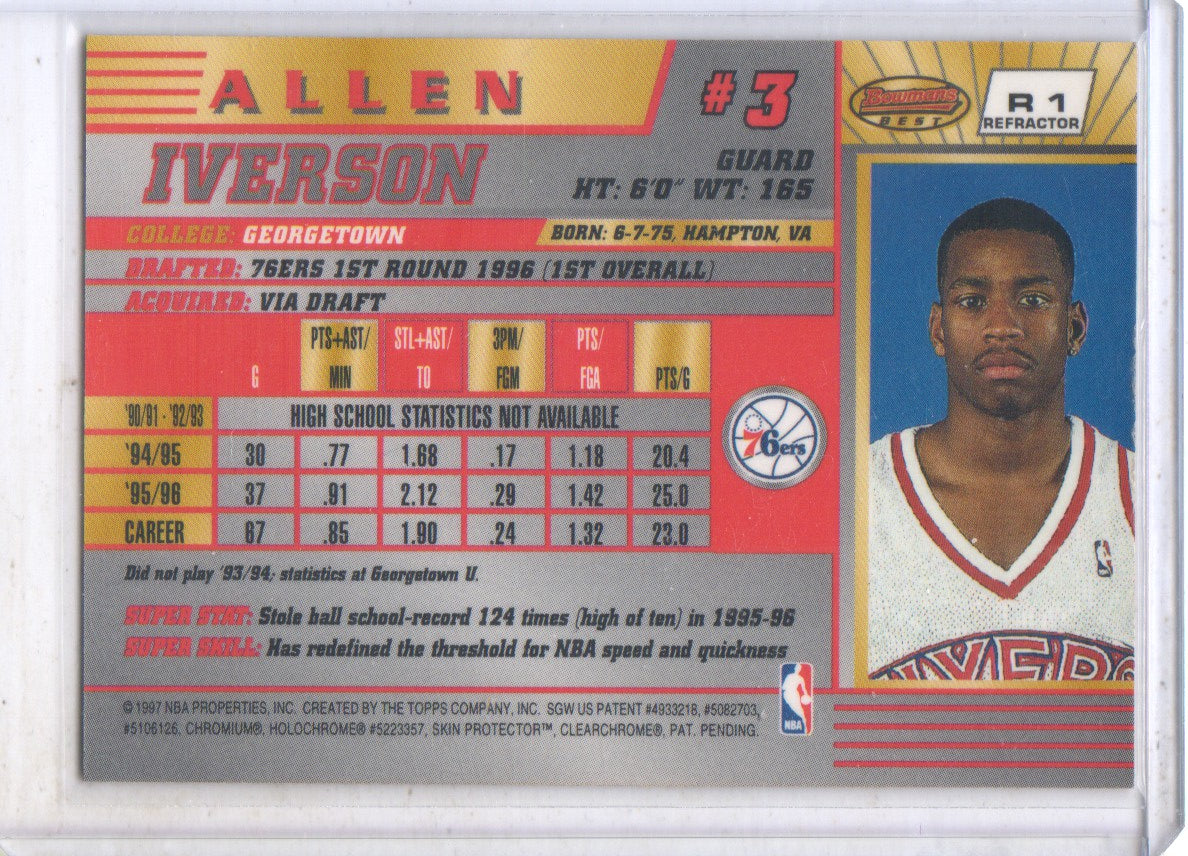 ALLEN
IVERSON
#3
GUARD
HT: 6'0" WT: 165
Bowmans
BEST
R 1
REFRACTOR
COLLEGE: GEORGETOWN
BORN: 6-7-75, HAMPTON, VA
DRAFTED: 76ERS 1ST ROUND 1996 (1ST OVERALL)
ACQUIRED: VIA DRAFT
G PTS+AST/MIN STL+AST/TO 3PM/FGM PTS/FGA PTS/G
'90/91 - '92/93 HIGH SCHOOL STATISTICS NOT AVAILABLE
'94/95 30 .77 1.68 .17 1.18 20.4
'95/96 37 .91 2.12 .29 1.42 25.0
CAREER 67 .85 1.90 .24 1.32 23.0
76ers
Did not play '93/94; statistics at Georgetown U.
SUPER STAT: Stole ball school-record 124 times (high of ten) in 1995-96
SUPER SKILL: Has redefined the threshold for NBA speed and quickness
NBA
© 1997 NBA PROPERTIES, INC. CREATED BY THE TOPPS COMPANY, INC. SGW US PATENT #4933218, #5082703,
#5106126, CHROMIUM®, HOLOCHROME® #5223357, SKIN PROTECTOR™, CLEARCHROME®, PAT. PENDING.